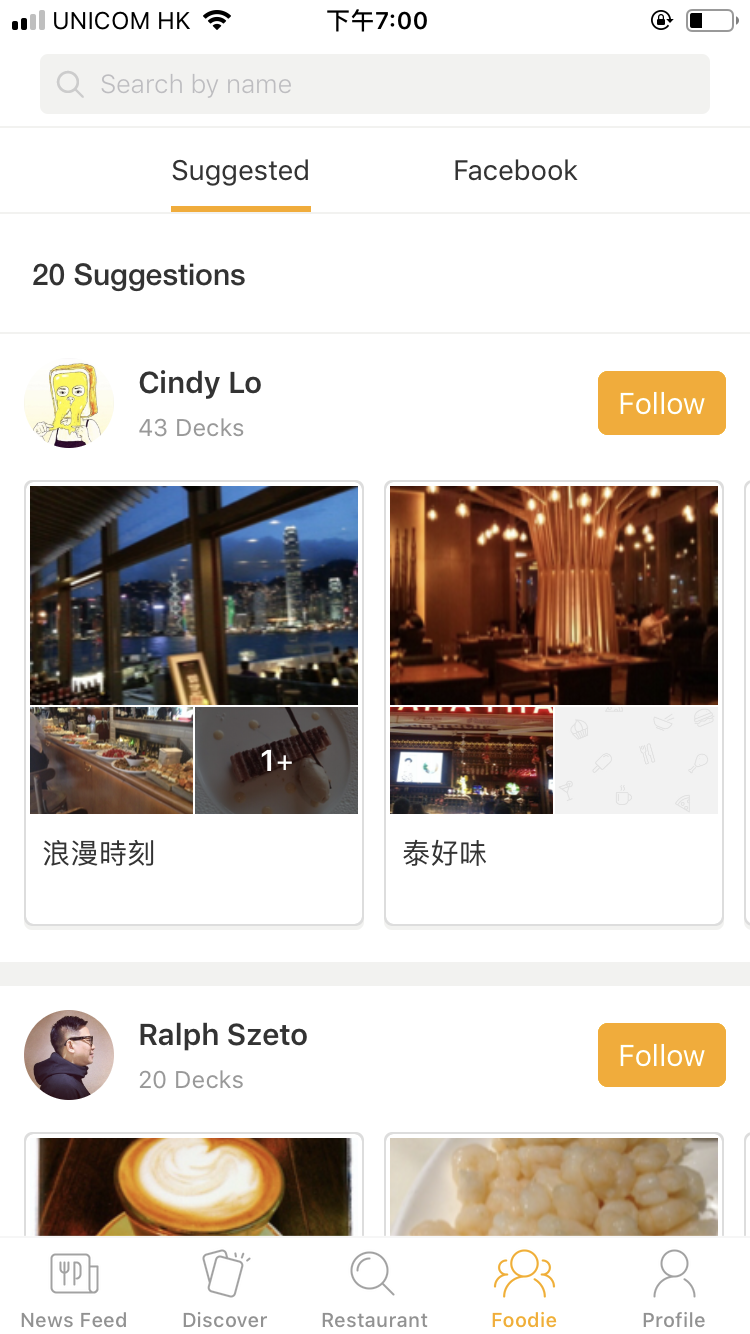 UNICOM HK 下午7:00
Search by name
Suggested Facebook
20 Suggestions
Cindy Lo
43 Decks
Follow
1+
浪漫時刻
泰好味
Ralph Szeto
20 Decks
Follow
News Feed Discover Restaurant Foodie Profile